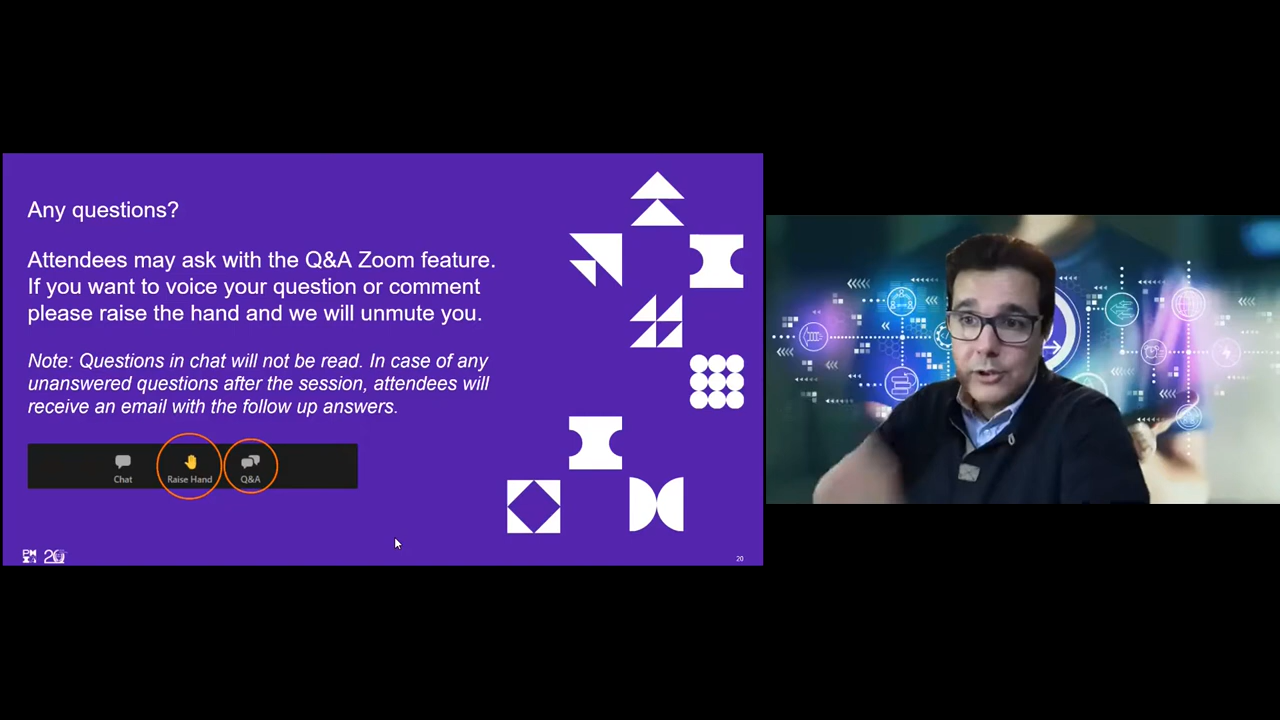 Any questions?
Attendees may ask with the Q&A Zoom feature.
If you want to voice your question or comment
please raise the hand and we will unmute you.
Note: Questions in chat will not be read. In case of any
unanswered questions after the session, attendees will
receive an email with the follow up answers.
Chat
Raise Hand
Q&A
PM
20
20